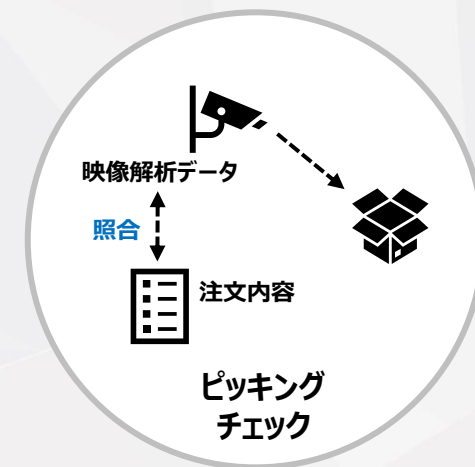 映像解析データ
照合
注文内容
ピッキング
チェック